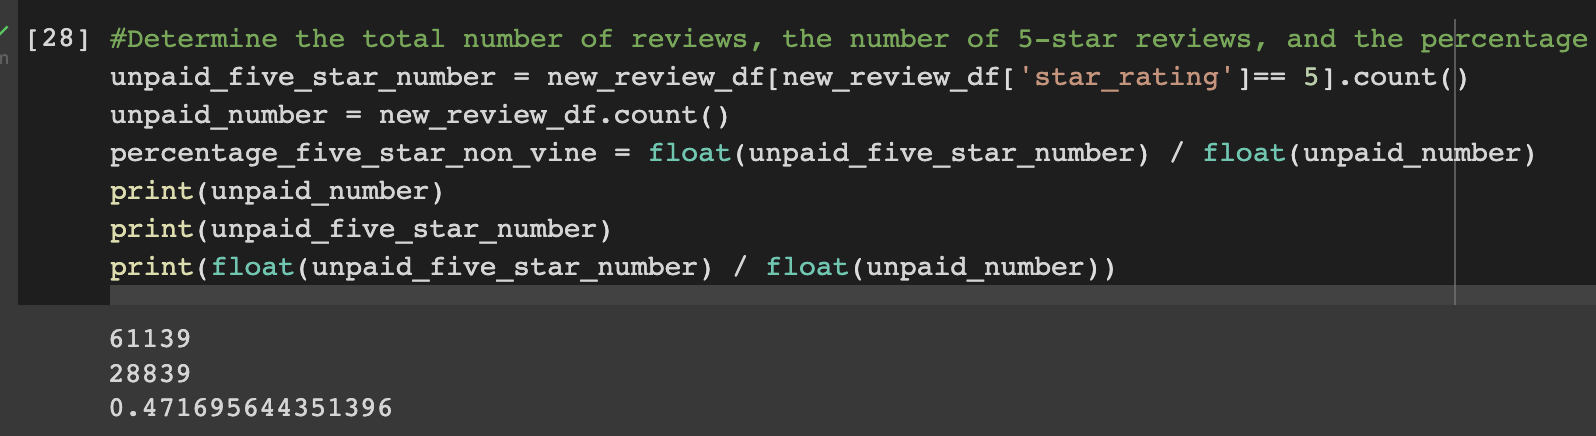 [28] #Determine the total number of reviews, the number of 5-star reviews, and the percentage
unpaid_five_star_number = new_review_df[new_review_df['star_rating']== 5].count()
unpaid_number = new_review_df.count()
percentage_five_star_non_vine = float(unpaid_five_star_number) / float(unpaid_number)
print(unpaid_number)
print(unpaid_five_star_number)
print(float(unpaid_five_star_number) / float(unpaid_number))
61139
28839
0.471695644351396